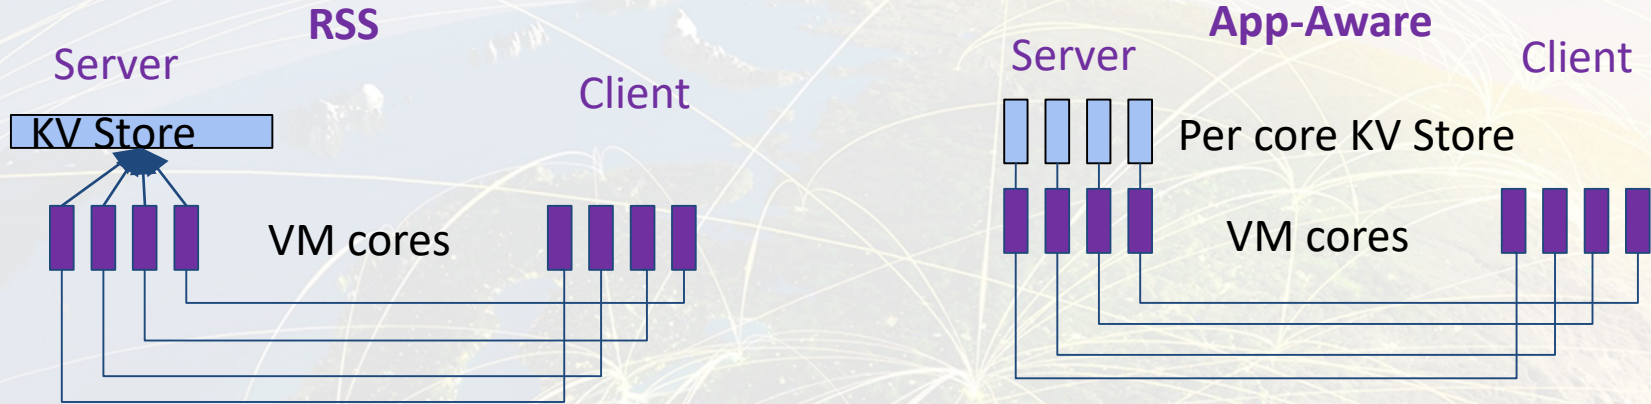 RSS
Server
Client
KV Store
VM cores
App-Aware
Server
Client
Per core KV Store
VM cores